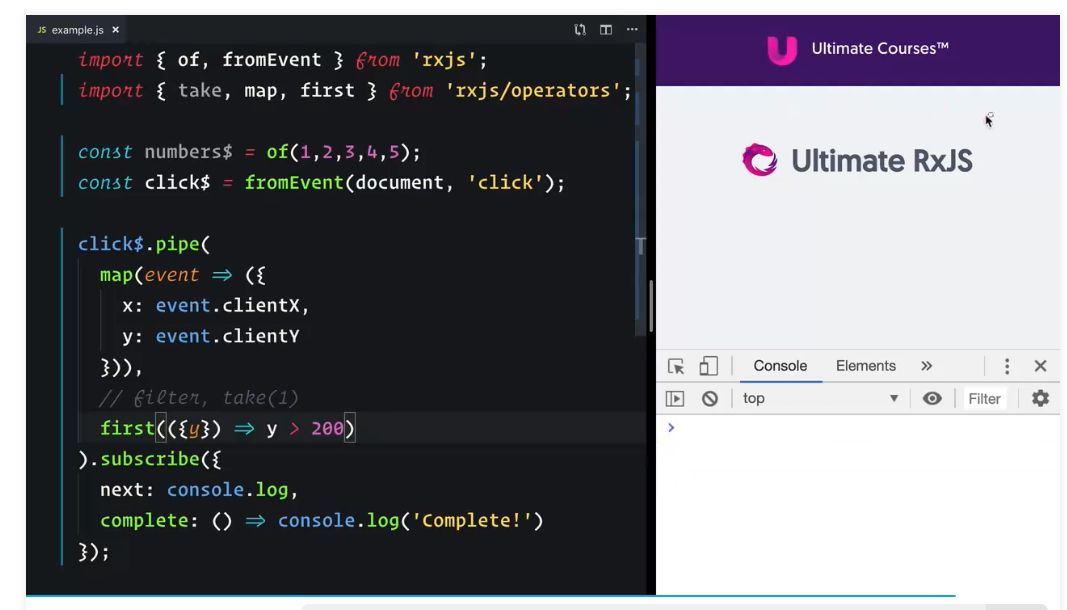 JS example.js ×
import { of, fromEvent } from 'rxjs';
import { take, map, first } from 'rxjs/operators';
const numbers$ = of(1,2,3,4,5);
const click$ = fromEvent(document, 'click');
click$.pipe(
map(event => ({
x: event.clientX,
y: event.clientY
})),
// filter, take(1)
first(({y}) => y > 200)
).subscribe({
next: console.log,
complete: () => console.log('Complete!')
});
Ultimate Courses™
Ultimate RxJS
Console Elements »
top Filter